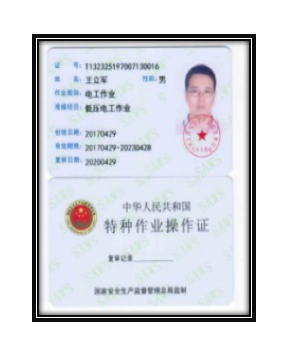 证 号: T132325197007130016
姓 名: 王立军 性别: 男
作业类别: 电工作业
准操项目: 低压电工作业
初领日期: 20170429
有效期限: 20170429-20230428
复审日期: 20200429
中华人民共和国
特种作业操作证
复审记录
国家安全生产监督管理总局监制